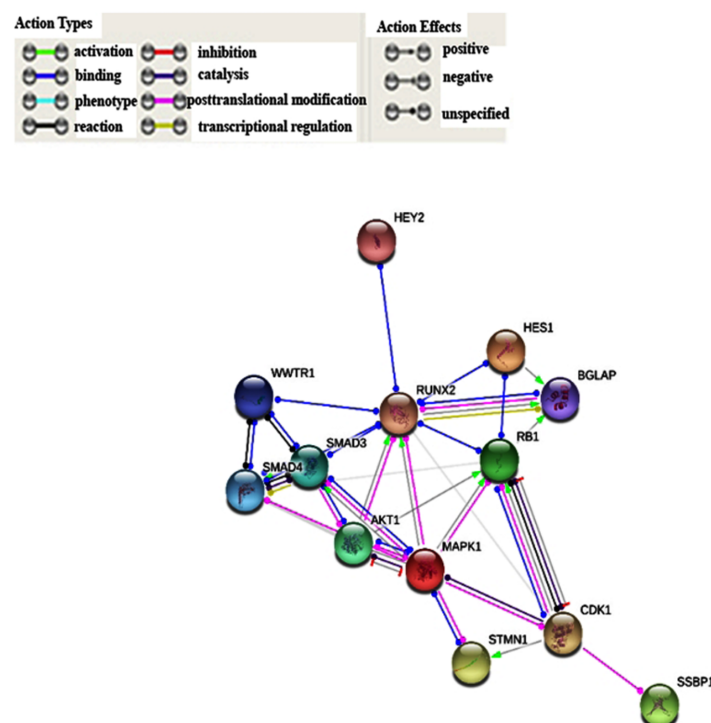 Action Types
activation
inhibition
binding
catalysis
phenotype
posttranslational modification
reaction
transcriptional regulation
Action Effects
positive
negative
unspecified
HEY2
HES1
WWTR1
RUNX2
BGLAP
SMAD3
RB1
SMAD4
AKT1
MAPK1
CDK1
STMN1
SSBP1